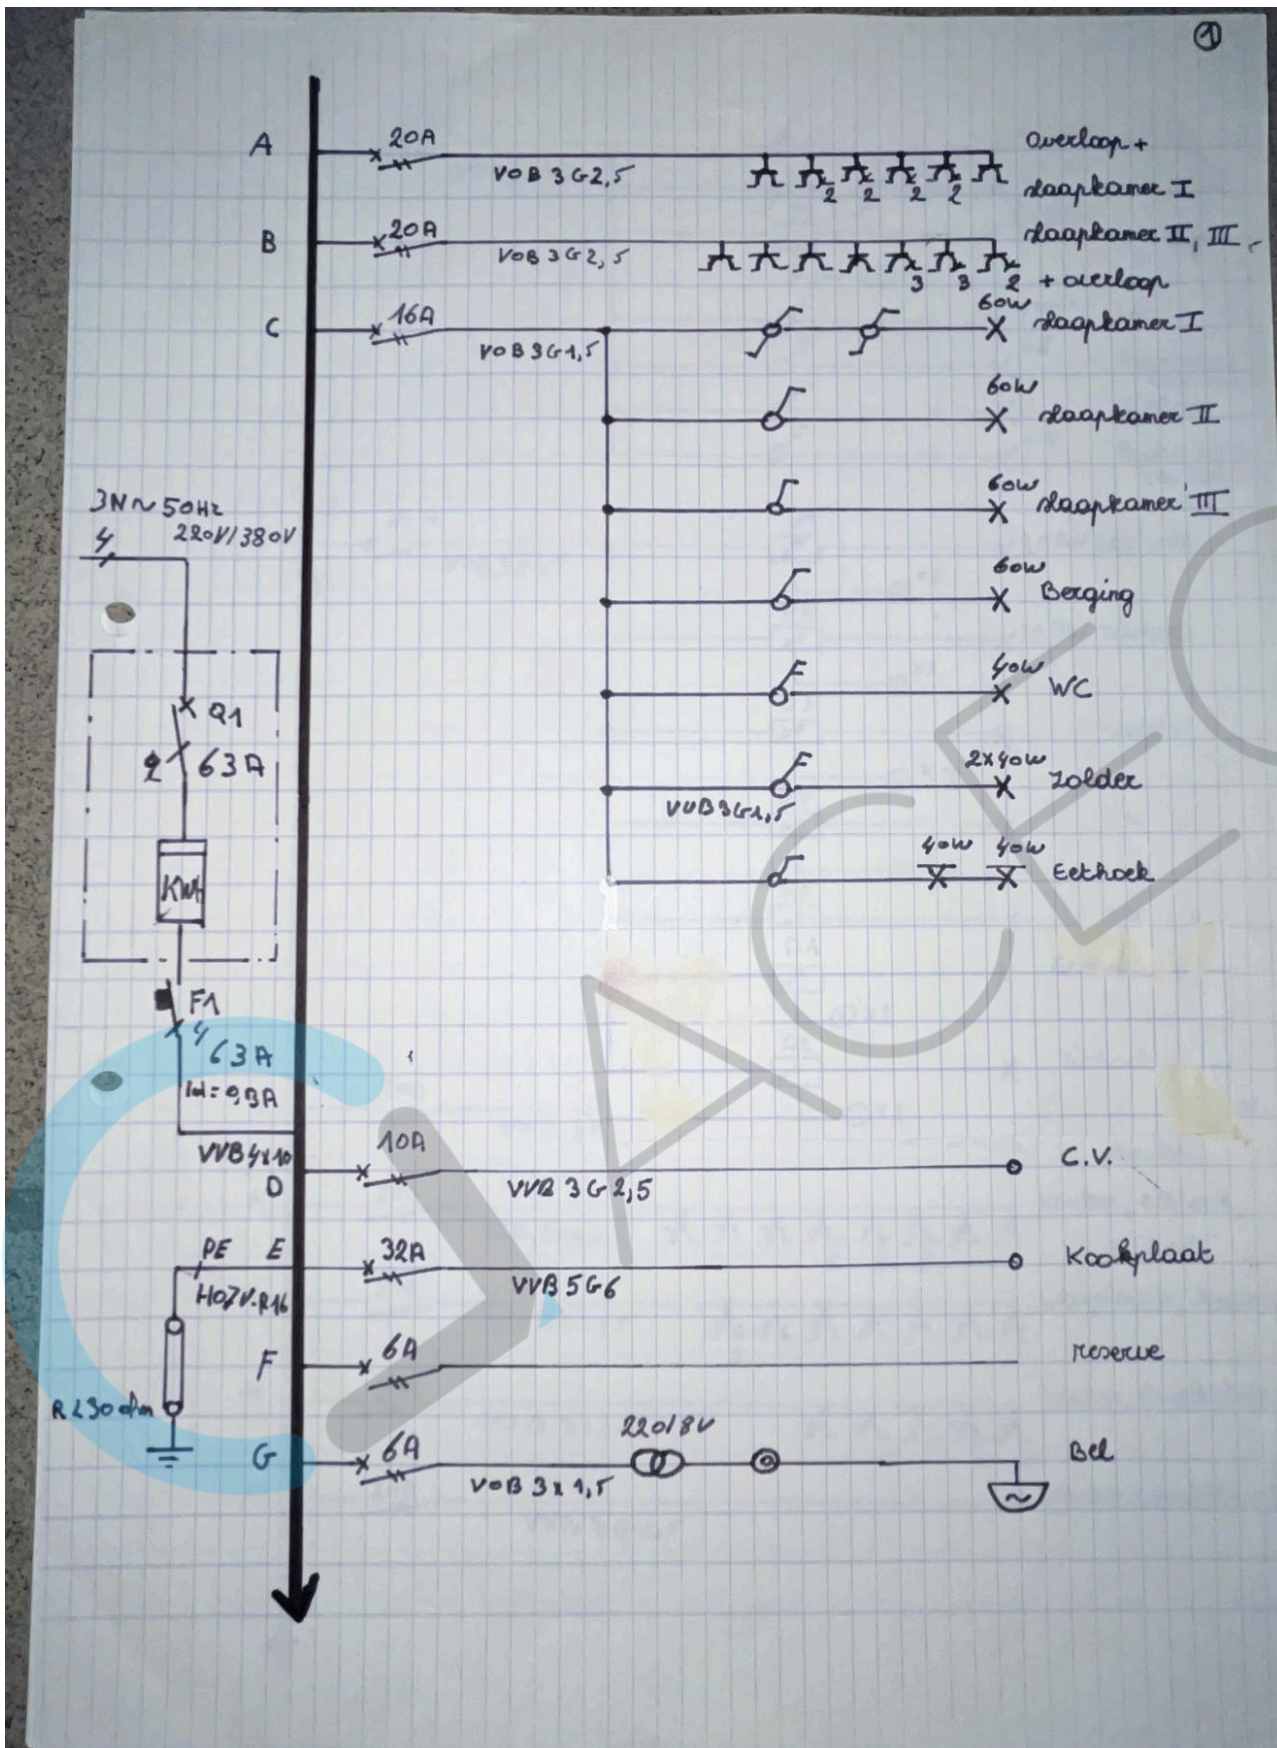 1
A
20A
VOB 3G2,5
2
2
2
2
Overloop +
slaapkamer I
B
20A
VOB 3G2,5
3
3
2
slaapkamer II, III
+ overloop
C
16A
VOB 3G1,5
60W
slaapkamer I
60W
slaapkamer II
60W
slaapkamer III
60W
Berging
40W
WC
2x40W
Zolder
VVB3G1,5
40W
40W
Eethoek
3N ~ 50Hz
220V/380V
4
Q1
2
63A
KWh
F1
4
63A
Id = 0,3A
VVB 4x10
D
10A
VVB 3G2,5
C.V.
PE
H07V-R16
R<30 ohm
E
32A
VVB 5G6
Kookplaat
F
6A
reserve
G
6A
VOB 3x1,5
220/8V
~
Bel
ACEG